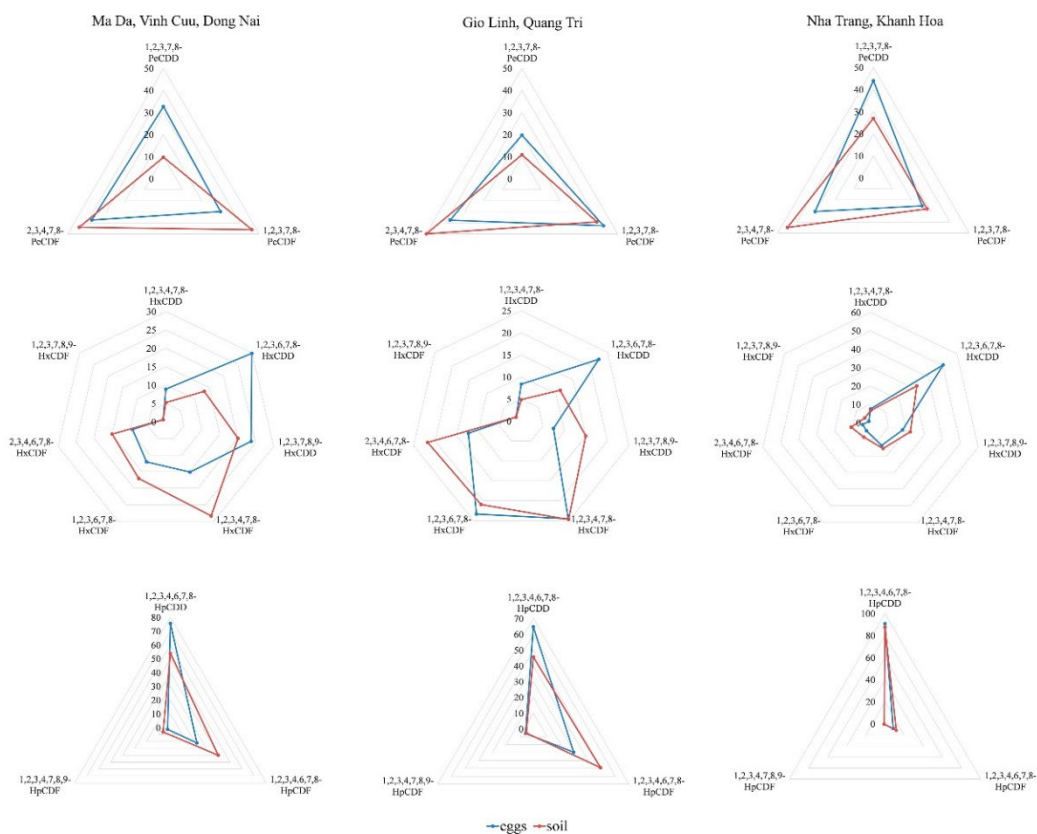 Ma Da, Vinh Cuu, Dong Nai
Gio Linh, Quang Tri
Nha Trang, Khanh Hoa
1,2,3,7,8-
PeCDD
50
40
30
20
10
0
2,3,4,7,8-
PeCDF
1,2,3,7,8-
PeCDF
1,2,3,7,8-
PeCDD
50
40
30
20
10
0
2,3,4,7,8-
PeCDF
1,2,3,7,8-
PeCDF
1,2,3,7,8-
PeCDD
50
40
30
20
10
0
2,3,4,7,8-
PeCDF
1,2,3,7,8-
PeCDF
1,2,3,4,7,8-
HxCDD
30
25
20
15
10
5
0
1,2,3,7,8,9-
HxCDF
1,2,3,6,7,8-
HxCDD
2,3,4,6,7,8-
HxCDF
1,2,3,7,8,9-
HxCDD
1,2,3,6,7,8-
HxCDF
1,2,3,4,7,8-
HxCDF
1,2,3,4,7,8-
HxCDD
25
20
15
10
5
0
1,2,3,7,8,9-
HxCDF
1,2,3,6,7,8-
HxCDD
2,3,4,6,7,8-
HxCDF
1,2,3,7,8,9-
HxCDD
1,2,3,6,7,8-
HxCDF
1,2,3,4,7,8-
HxCDF
1,2,3,4,7,8-
HxCDD
60
50
40
30
20
10
0
1,2,3,7,8,9-
HxCDF
1,2,3,6,7,8-
HxCDD
2,3,4,6,7,8-
HxCDF
1,2,3,7,8,9-
HxCDD
1,2,3,6,7,8-
HxCDF
1,2,3,4,7,8-
HxCDF
1,2,3,4,6,7,8-
HpCDD
80
70
60
50
40
30
20
10
0
1,2,3,4,7,8,9-
HpCDF
1,2,3,4,6,7,8-
HpCDF
1,2,3,4,6,7,8-
HpCDD
70
60
50
40
30
20
10
0
1,2,3,4,7,8,9-
HpCDF
1,2,3,4,6,7,8-
HpCDF
1,2,3,4,6,7,8-
HpCDD
100
80
60
40
20
0
1,2,3,4,7,8,9-
HpCDF
1,2,3,4,6,7,8-
HpCDF
eggs soil